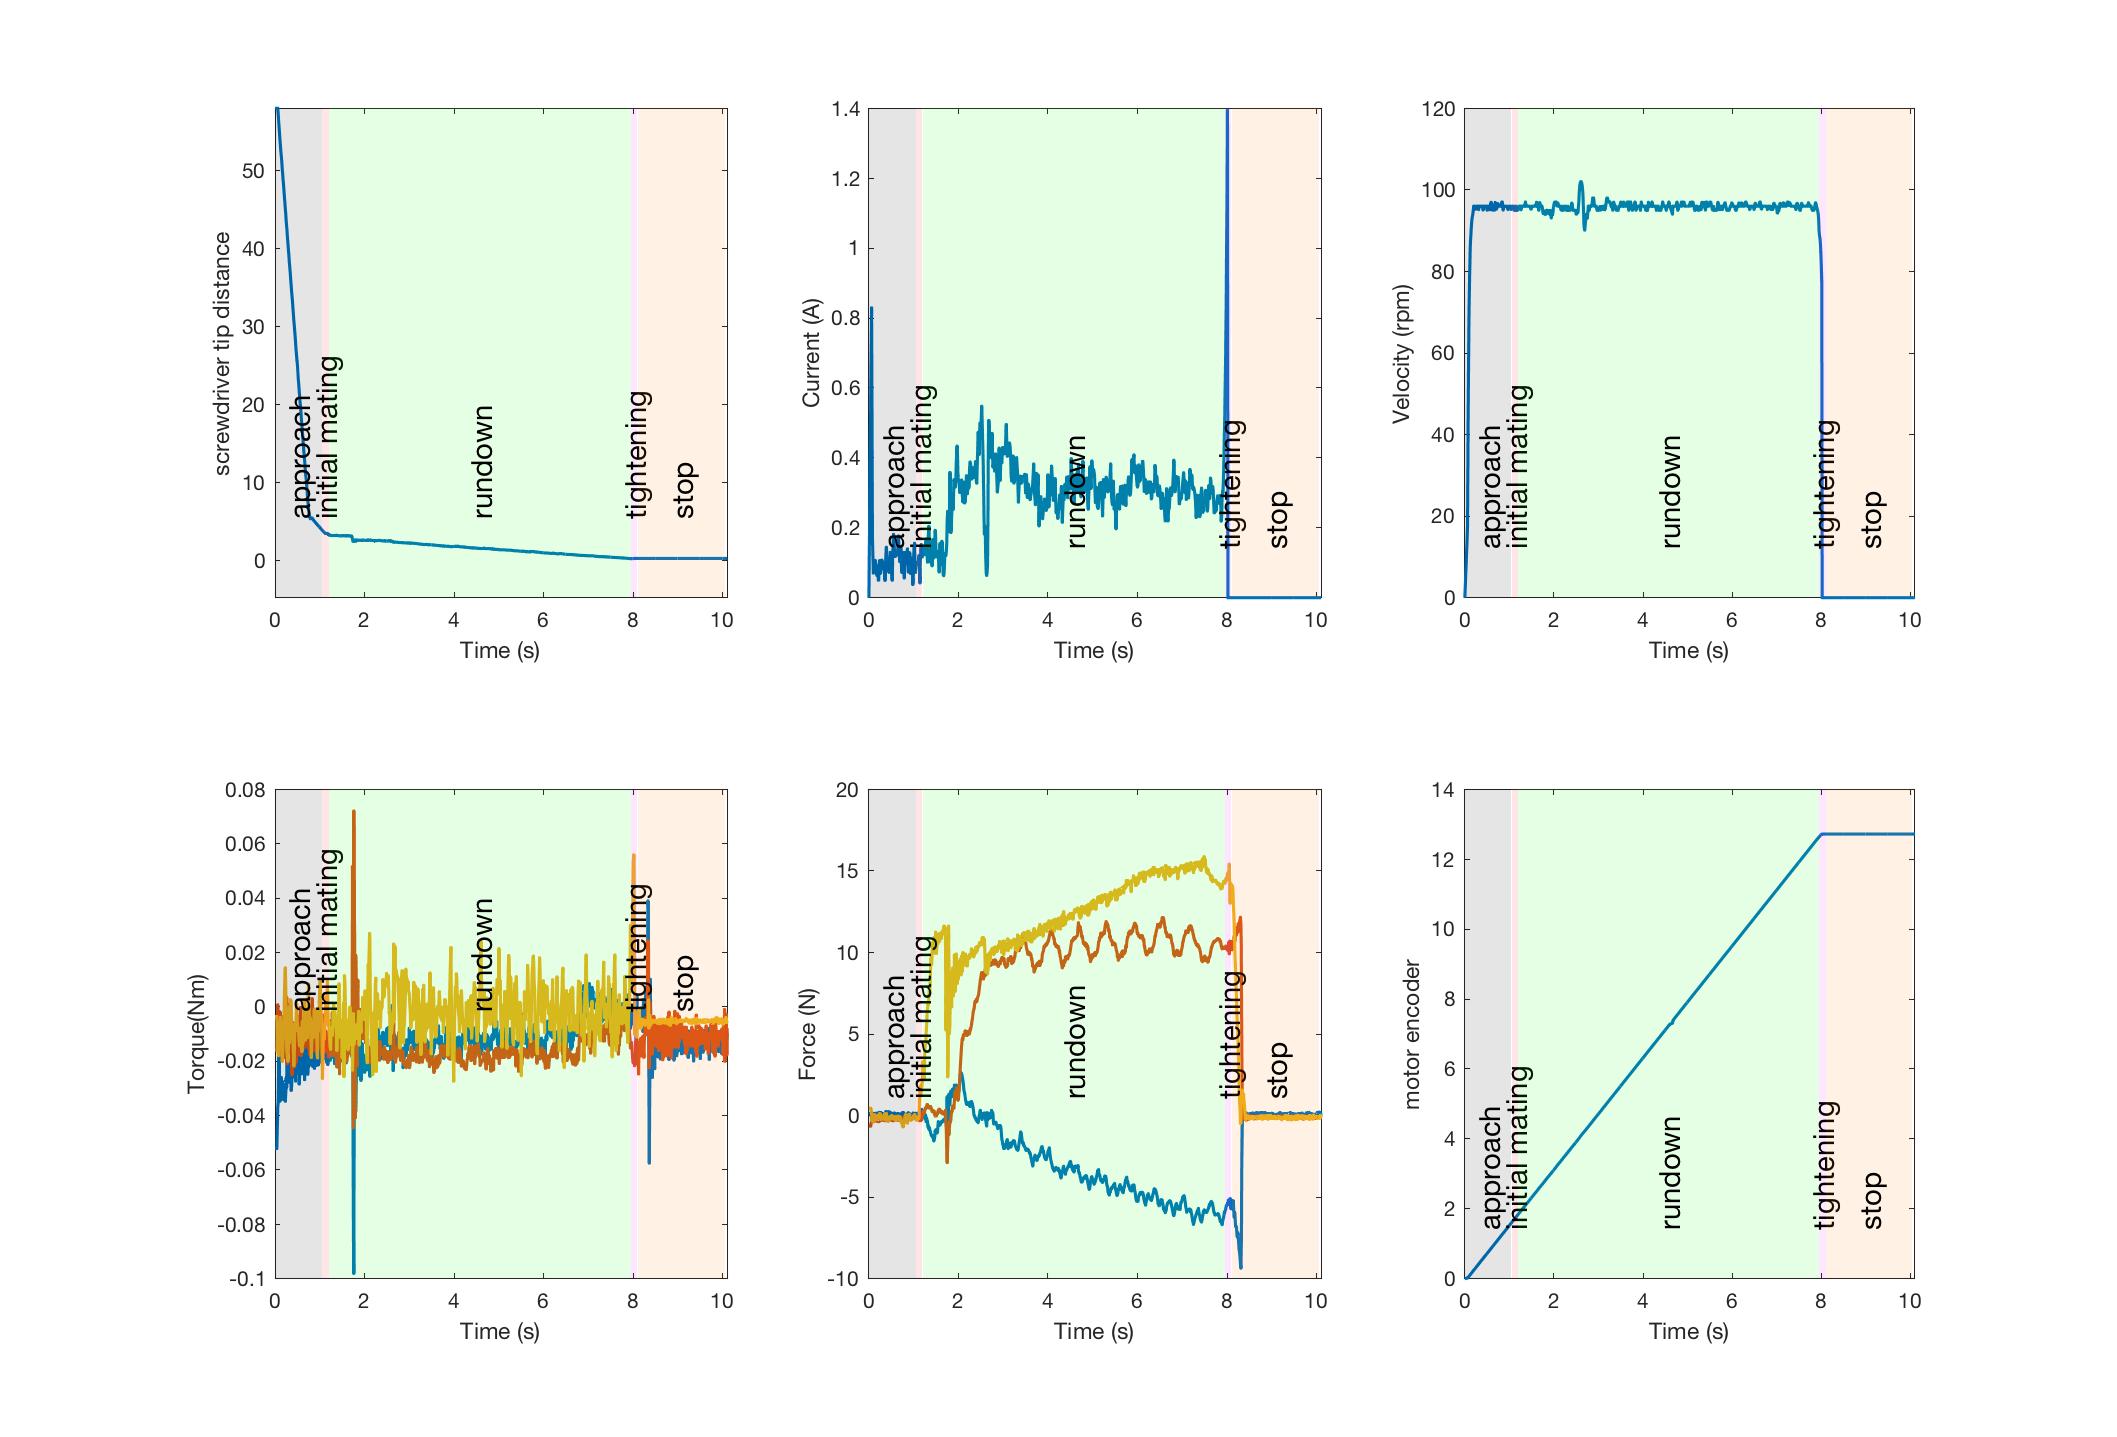 screwdriver tip distance
50
40
30
20
10
0
approach
initial mating
rundown
tightening
stop
0 2 4 6 8 10
Time (s)
Current (A)
1.4
1.2
1
0.8
0.6
0.4
0.2
0
approach
initial mating
rundown
tightening
stop
0 2 4 6 8 10
Time (s)
Velocity (rpm)
120
100
80
60
40
20
0
approach
initial mating
rundown
tightening
stop
0 2 4 6 8 10
Time (s)
Torque(Nm)
0.08
0.06
0.04
0.02
0
-0.02
-0.04
-0.06
-0.08
-0.1
approach
initial mating
rundown
tightening
stop
0 2 4 6 8 10
Time (s)
Force (N)
20
15
10
5
0
-5
-10
approach
initial mating
rundown
tightening
stop
0 2 4 6 8 10
Time (s)
motor encoder
14
12
10
8
6
4
2
0
approach
initial mating
rundown
tightening
stop
0 2 4 6 8 10
Time (s)